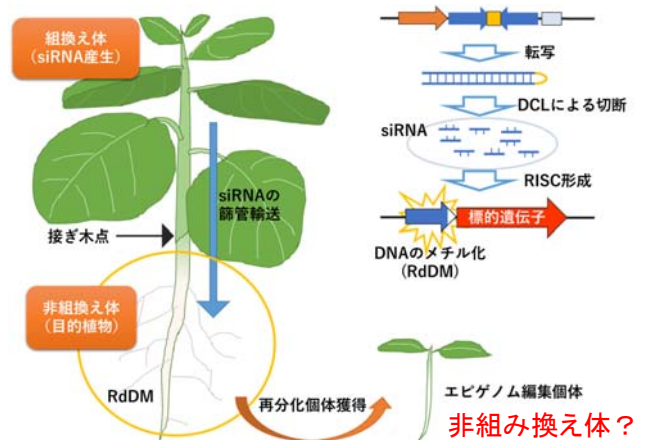 組換え体
(siRNA産生)
siRNAの
篩管輸送
接ぎ木点
非組換え体
(目的植物)
RdDM
再分化個体獲得
転写
DCLによる切断
siRNA
RISC形成
標的遺伝子
DNAのメチル化
(RdDM)
エピゲノム編集個体
非組み換え体？